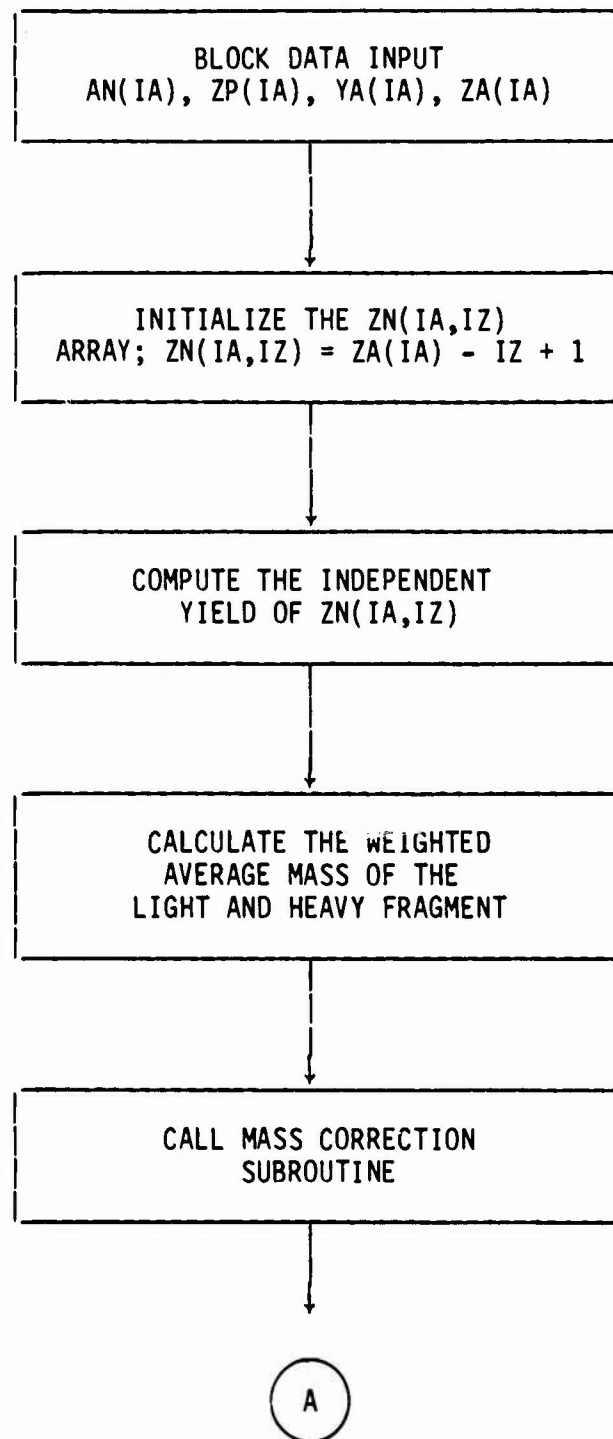 BLOCK DATA INPUT
AN(IA), ZP(IA), YA(IA), ZA(IA)
INITIALIZE THE ZN(IA,IZ)
ARRAY; ZN(IA,IZ) = ZA(IA) - IZ + 1
COMPUTE THE INDEPENDENT
YIELD OF ZN(IA,IZ)
CALCULATE THE WEIGHTED
AVERAGE MASS OF THE
LIGHT AND HEAVY FRAGMENT
CALL MASS CORRECTION
SUBROUTINE
A